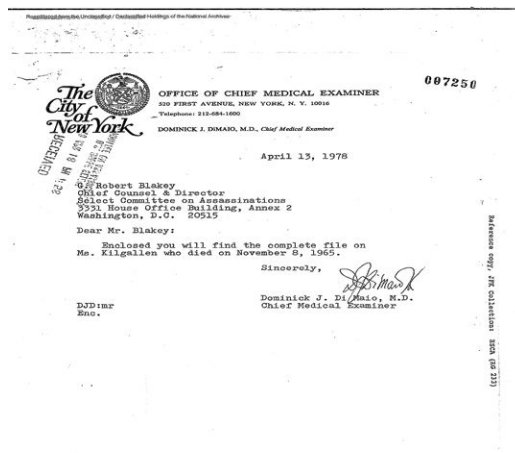 Reproduced from the Unclassified / Declassified Holdings of the National Archives
007250
The
City
of
New York
OFFICE OF CHIEF MEDICAL EXAMINER
520 FIRST AVENUE, NEW YORK, N. Y. 10016
Telephone: 212-684-1600
DOMINICK J. DIMAIO, M.D., Chief Medical Examiner
RECEIVED
April 13, 1978
G. Robert Blakey
Chief Counsel & Director
Select Committee on Assassinations
3331 House Office Building, Annex 2
Washington, D.C. 20515
Dear Mr. Blakey:
Enclosed you will find the complete file on
Ms. Kilgallen who died on November 8, 1965.
Sincerely,
Dominick J. Di Maio, M.D.
Chief Medical Examiner
DJD:mr
Enc.
Reference copy, JFK Collection: HSCA (RG 233)